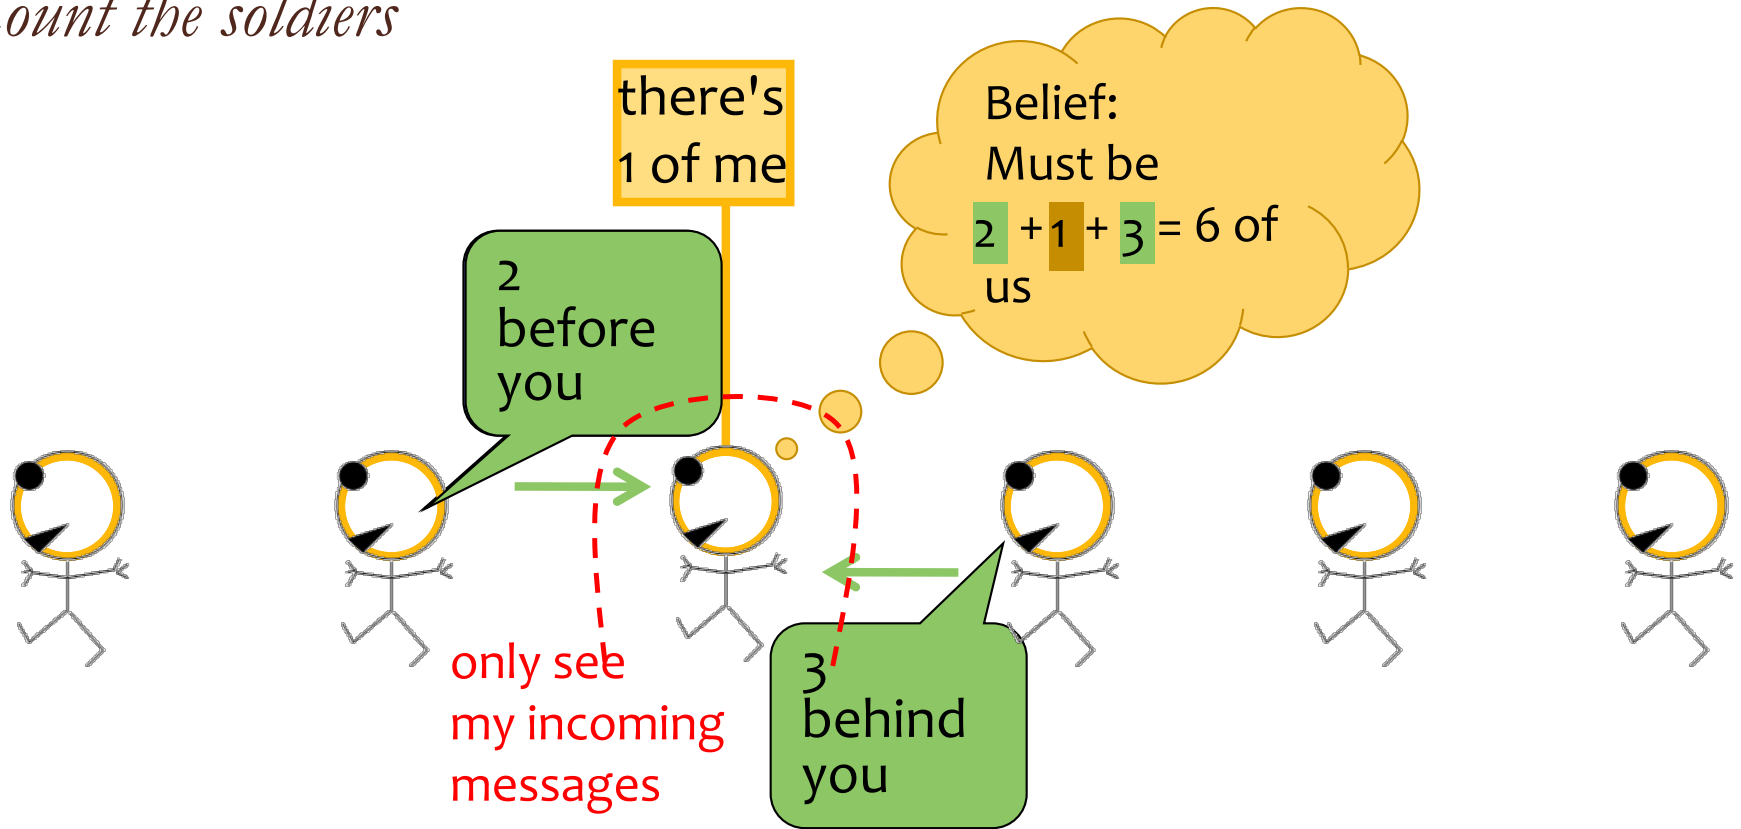 ount the soldiers
there's
1 of me
Belief:
Must be
2 + 1 + 3 = 6 of
us
2
before
you
only see
my incoming
messages
3
behind
you